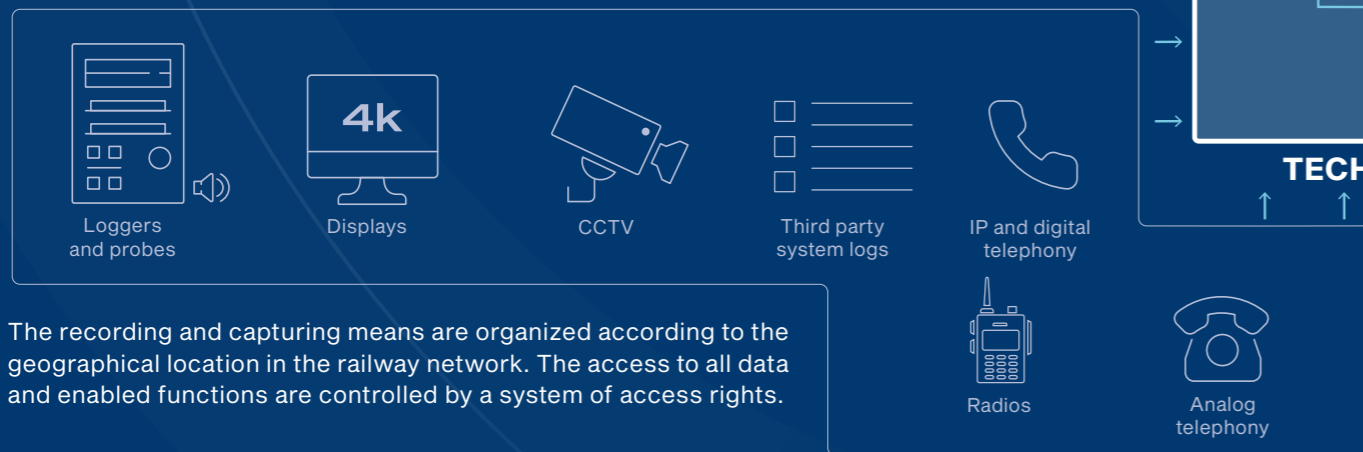 4k
TECH
Loggers
and probes
Displays
CCTV
Third party
system logs
IP and digital
telephony
The recording and capturing means are organized according to the
geographical location in the railway network. The access to all data
and enabled functions are controlled by a system of access rights.
Radios
Analog
telephony